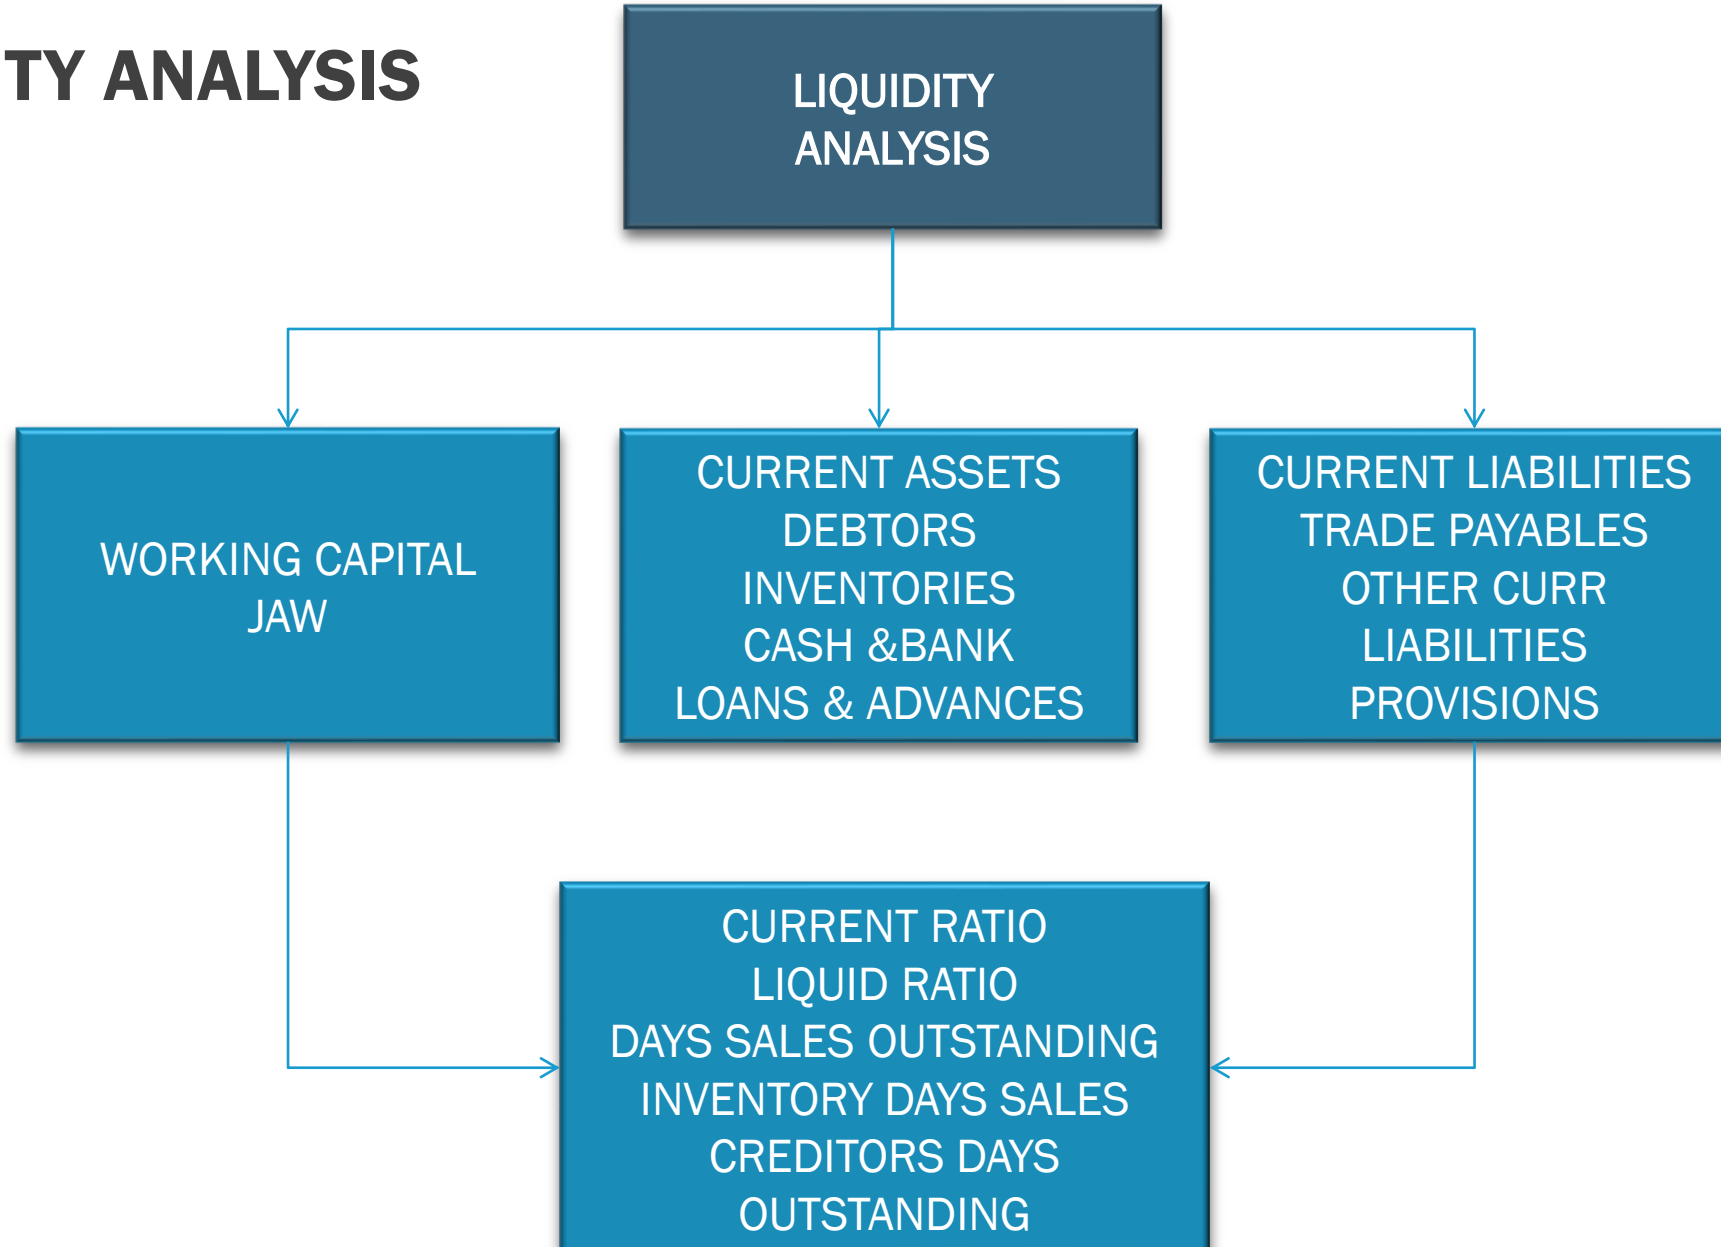 TY ANALYSIS
LIQUIDITY
ANALYSIS
WORKING CAPITAL
JAW
CURRENT ASSETS
DEBTORS
INVENTORIES
CASH &BANK
LOANS & ADVANCES
CURRENT LIABILITIES
TRADE PAYABLES
OTHER CURR
LIABILITIES
PROVISIONS
CURRENT RATIO
LIQUID RATIO
DAYS SALES OUTSTANDING
INVENTORY DAYS SALES
CREDITORS DAYS
OUTSTANDING